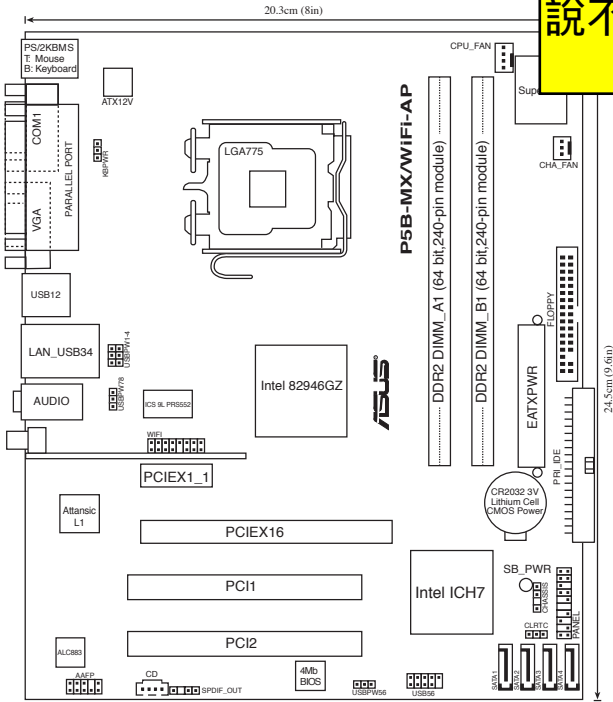 20.3cm (8in)
說
PS/2KBMS
T: Mouse
B: Keyboard
CPU_FAN
ATX12V
Supe
COM1
PARALLEL PORT
VGA
KBPWR
LGA775
P5B-MX/WiFi-AP
DDR2 DIMM_A1 (64 bit,240-pin module)
DDR2 DIMM_B1 (64 bit,240-pin module)
CHA_FAN
FLOPPY
24.5cm (9.6in)
USB12
LAN_USB34
USBPW1-4
AUDIO
USBPW78
ICS 9L PRS552
Intel 82946GZ
ASUS®
EATXPWR
PRI_IDE
WIFI
PCIEX1_1
CR2032 3V
Lithium Cell
CMOS Power
Attansic
L1
PCIEX16
Intel ICH7
SB_PWR
CHASSIS
PANEL
PCI1
CLRTC
PCI2
ALC883
4Mb
BIOS
SATA1
SATA2
SATA3
SATA4
AAFP
CD
SPDIF_OUT
USBPW56
USB56